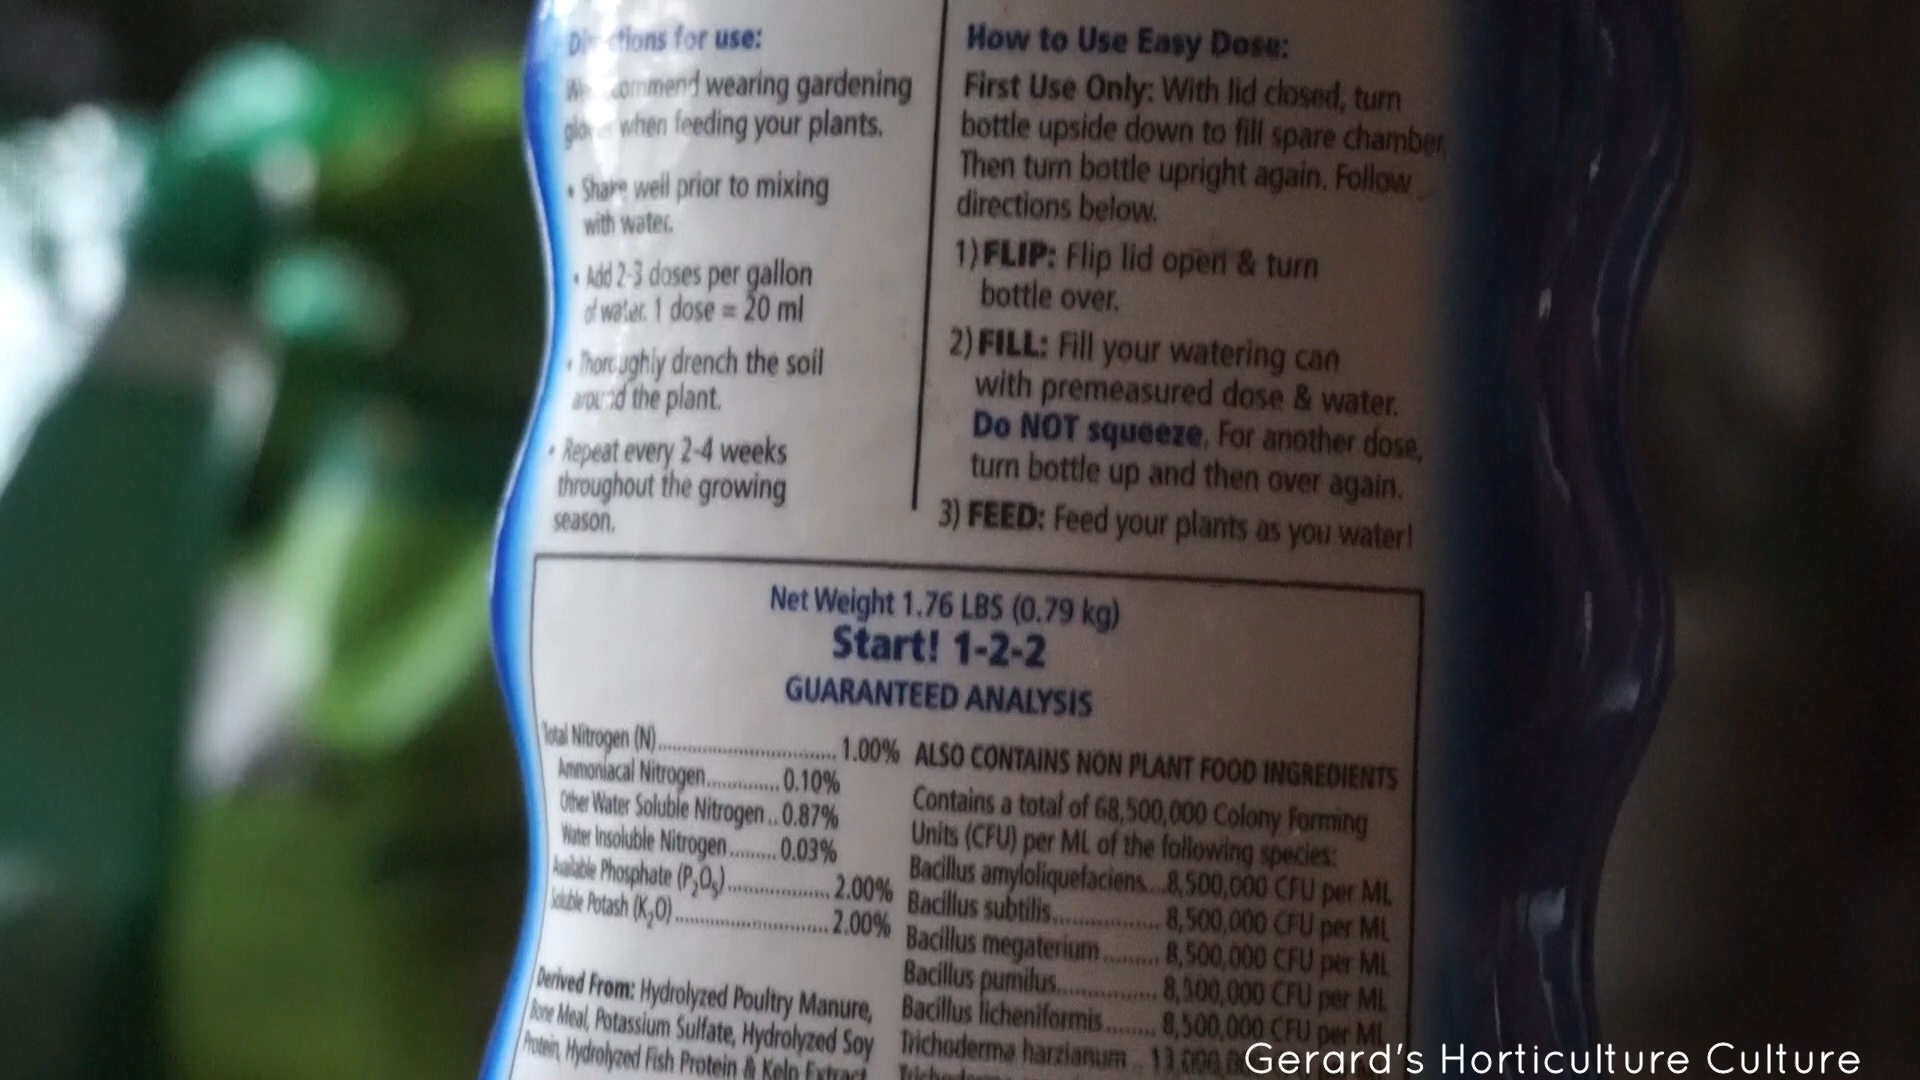 Directions for use:
We recommend wearing gardening
gloves when feeding your plants.
• Shake well prior to mixing
with water.
• Add 2-3 doses per gallon
of water. 1 dose = 20 ml
• Thoroughly drench the soil
around the plant.
• Repeat every 2-4 weeks
throughout the growing
season.
How to Use Easy Dose:
First Use Only: With lid closed, turn
bottle upside down to fill spare chamber.
Then turn bottle upright again. Follow
directions below.
1) FLIP: Flip lid open & turn
bottle over.
2) FILL: Fill your watering can
with premeasured dose & water.
Do NOT squeeze. For another dose,
turn bottle up and then over again.
3) FEED: Feed your plants as you water!
Net Weight 1.76 LBS (0.79 kg)
Start! 1-2-2
GUARANTEED ANALYSIS
Total Nitrogen (N)............................... 1.00%
Ammoniacal Nitrogen.............. 0.10%
Other Water Soluble Nitrogen.. 0.87%
Water Insoluble Nitrogen......... 0.03%
Available Phosphate (P₂O₅).................. 2.00%
Soluble Potash (K₂O)........................... 2.00%
Derived From: Hydrolyzed Poultry Manure,
Bone Meal, Potassium Sulfate, Hydrolyzed Soy
Protein, Hydrolyzed Fish Protein & Kelp Extract
ALSO CONTAINS NON PLANT FOOD INGREDIENTS
Contains a total of 68,500,000 Colony Forming
Units (CFU) per ML of the following species:
Bacillus amyloliquefaciens...8,500,000 CFU per ML
Bacillus subtilis................ 8,500,000 CFU per ML
Bacillus megaterium......... 8,500,000 CFU per ML
Bacillus pumilus............... 8,500,000 CFU per ML
Bacillus licheniformis........ 8,500,000 CFU per ML
Trichoderma harzianum ..
Gerard's Horticulture Culture